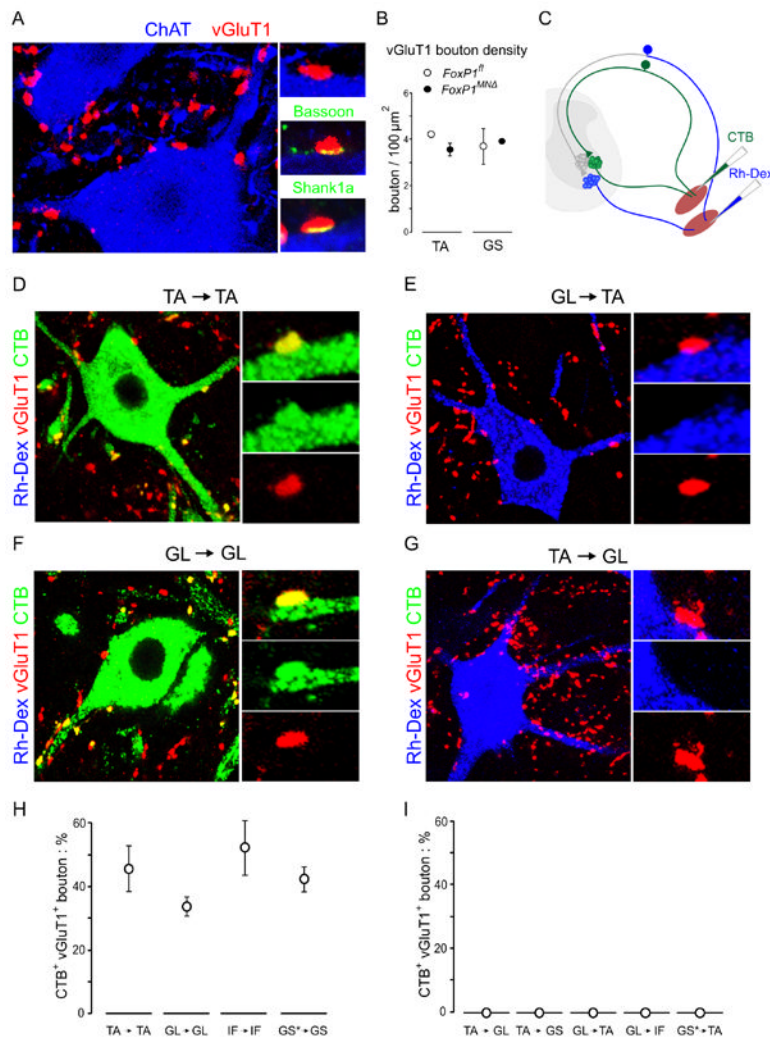 A
ChAT vGluT1
Bassoon
Shank1a
B
vGluT1 bouton density
FoxP1fl
FoxP1MNΔ
bouton / 100 µm2
6
4
2
0
TA GS
C
CTB
Rh-Dex
D
TA → TA
Rh-Dex vGluT1 CTB
E
GL → TA
Rh-Dex vGluT1 CTB
F
GL → GL
Rh-Dex vGluT1 CTB
G
TA → GL
Rh-Dex vGluT1 CTB
H
CTB+ vGluT1+ bouton : %
60
40
20
0
TA → TA GL → GL IF → IF GS* → GS
I
CTB+ vGluT1+ bouton : %
60
40
20
0
TA → GL TA → GS GL → TA GL → IF GS* → TA